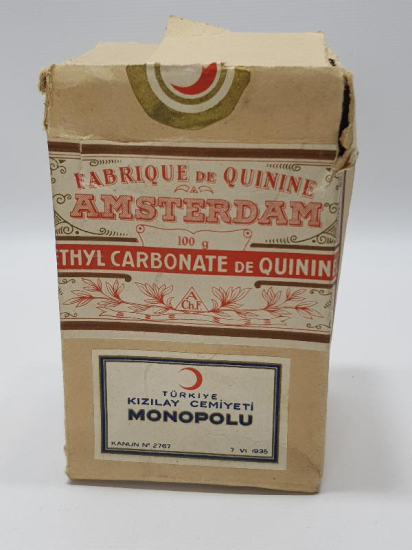 FABRIQUE DE QUININE
AMSTERDAM
100 g
ETHYL CARBONATE DE QUININE
A
Ch.F
TÜRKİYE
KIZILAY CEMİYETİ
MONOPOLU
KANUN Nº 2767 7 VI 1935